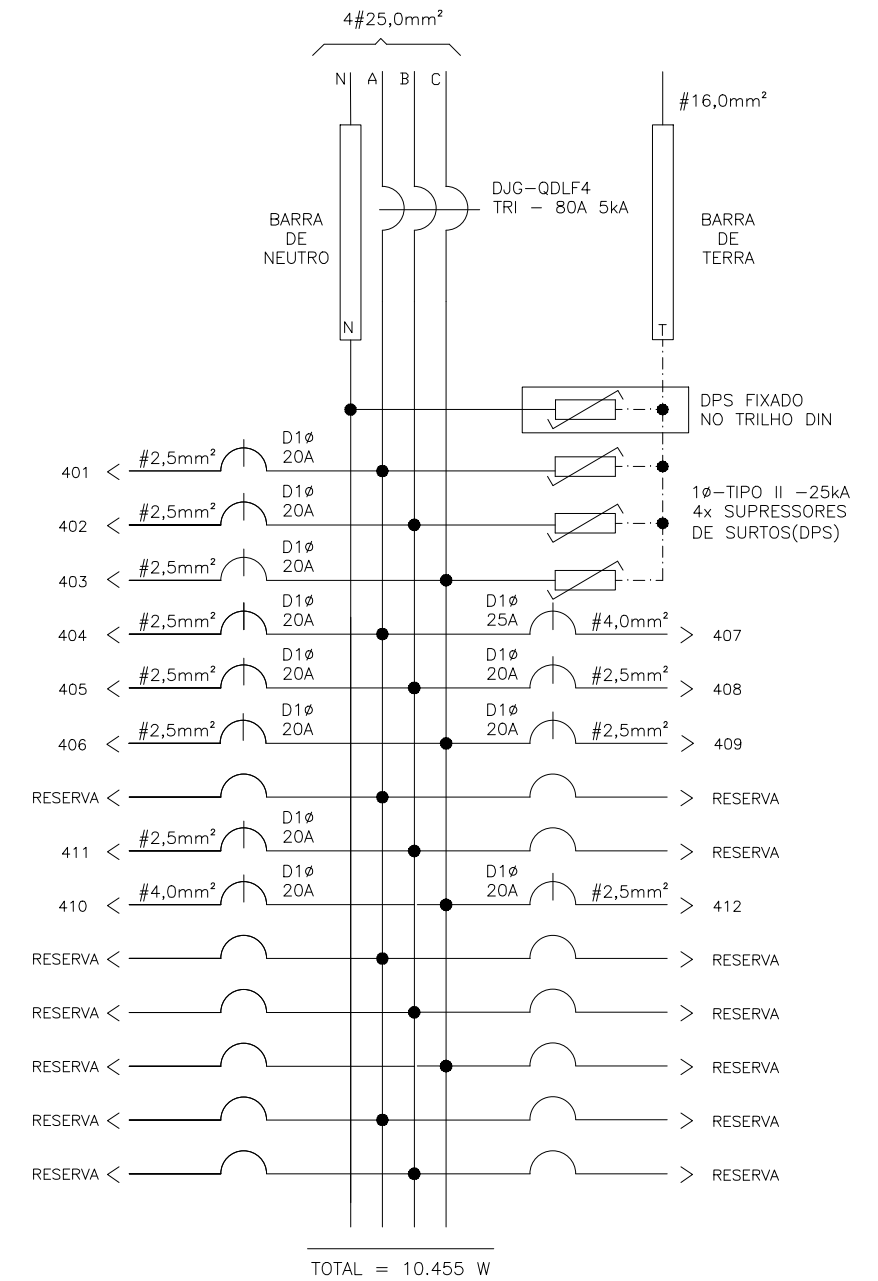 4#25,0mm²
N A B C
#16,0mm²
DJG-QDLF4
TRI - 80A 5kA
BARRA
DE
NEUTRO
BARRA
DE
TERRA
N
T
DPS FIXADO
NO TRILHO DIN
1ø-TIPO II -25kA
4x SUPRESSORES
DE SURTOS(DPS)
401 #2,5mm² D1ø
20A
402 #2,5mm² D1ø
20A
403 #2,5mm² D1ø
20A
404 #2,5mm² D1ø
20A
D1ø
25A
#4,0mm² 407
405 #2,5mm² D1ø
20A
D1ø
20A
#2,5mm² 408
406 #2,5mm² D1ø
20A
D1ø
20A
#2,5mm² 409
RESERVA RESERVA
411 #2,5mm² D1ø
20A
RESERVA
410 #4,0mm² D1ø
20A
D1ø
20A
#2,5mm² 412
RESERVA RESERVA
RESERVA RESERVA
RESERVA RESERVA
RESERVA RESERVA
RESERVA RESERVA
TOTAL = 10.455 W